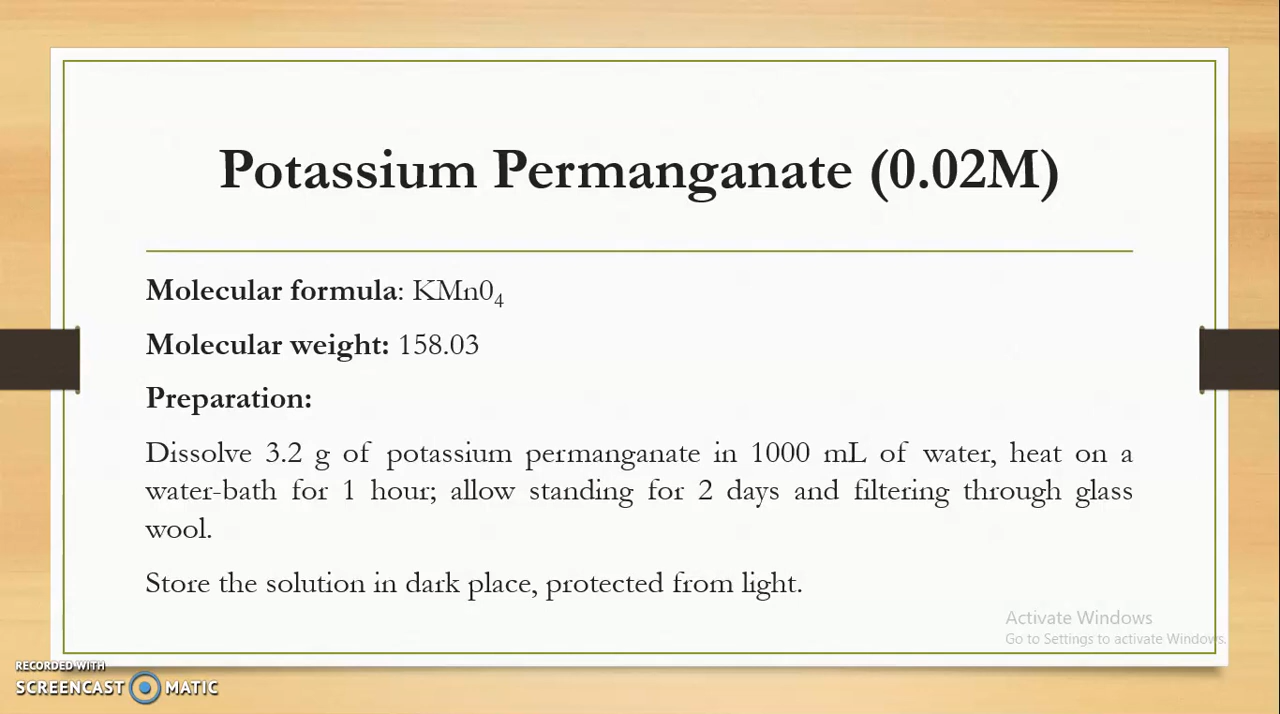 Potassium Permanganate (0.02M)
Molecular formula: KMn0₄
Molecular weight: 158.03
Preparation:
Dissolve 3.2 g of potassium permanganate in 1000 mL of water, heat on a
water-bath for 1 hour; allow standing for 2 days and filtering through glass
wool.
Store the solution in dark place, protected from light.
Activate Windows
Go to Settings to activate Windows.
RECORDED WITH
SCREENCAST MATIC